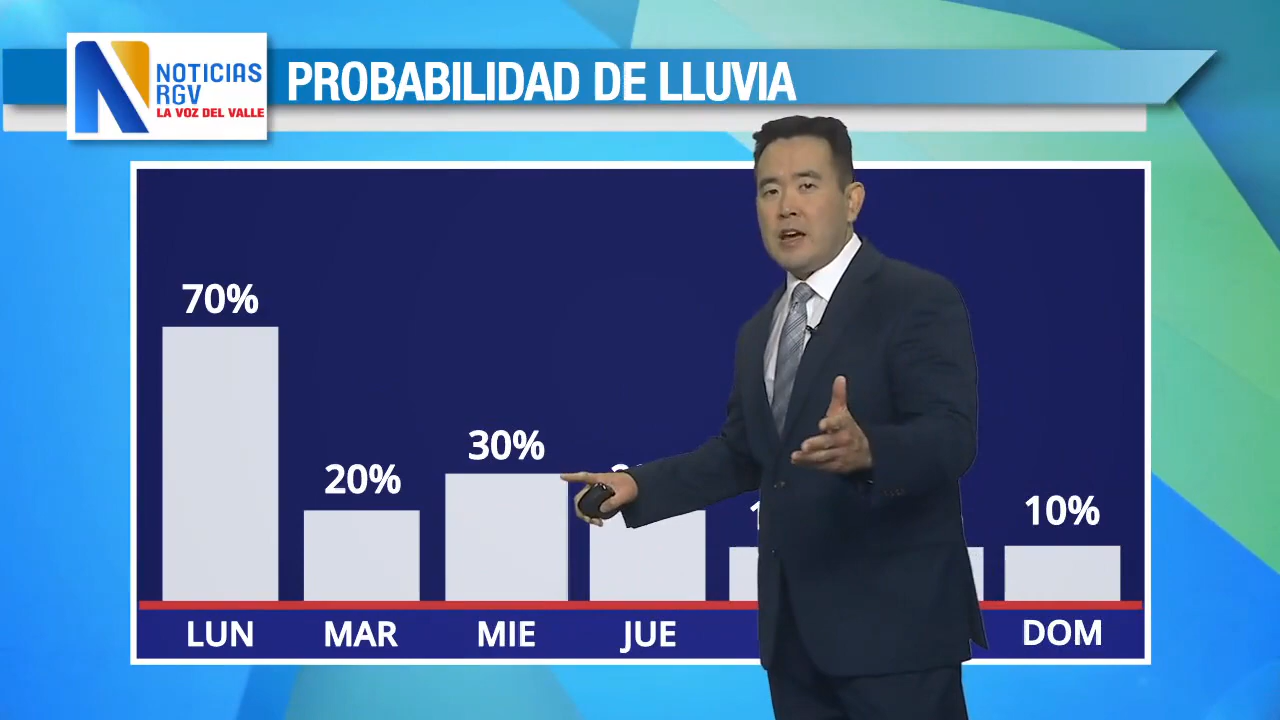 NOTICIAS
RGV
LA VOZ DEL VALLE
PROBABILIDAD DE LLUVIA
70%
20%
30%
10%
LUN
MAR
MIE
JUE
DOM